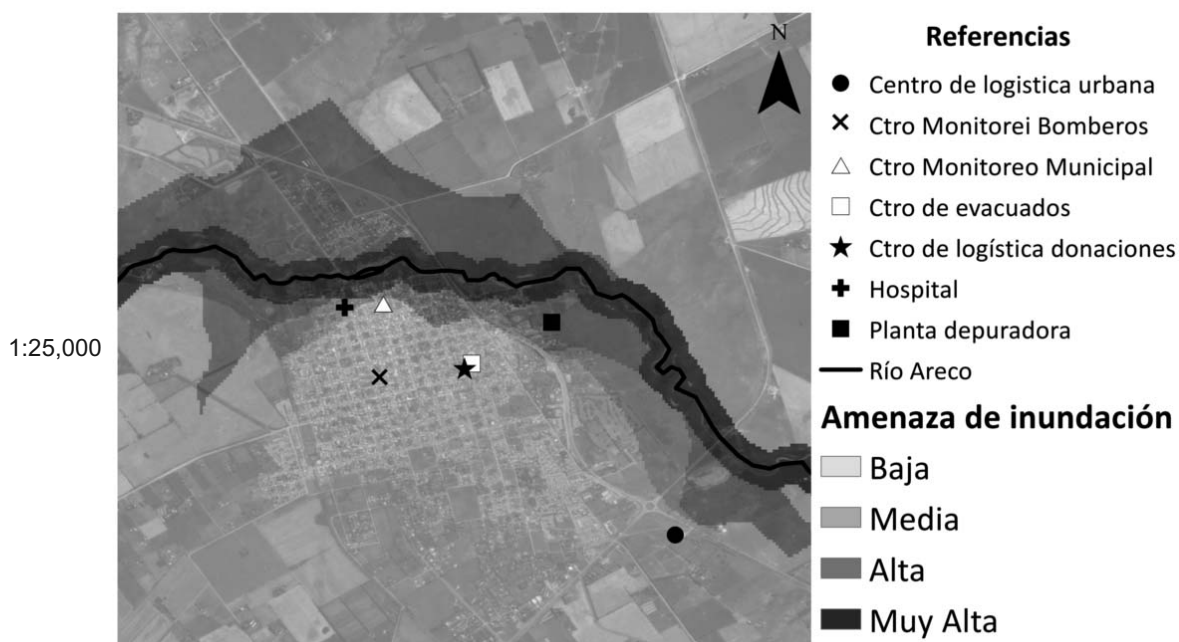 1:25,000
N
Referencias
Centro de logistica urbana
Ctro Monitorei Bomberos
Ctro Monitoreo Municipal
Ctro de evacuados
Ctro de logística donaciones
Hospital
Planta depuradora
Río Areco
Amenaza de inundación
Baja
Media
Alta
Muy Alta